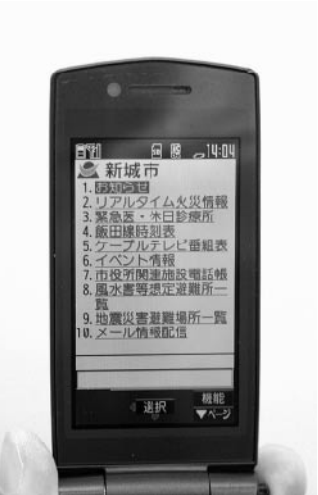 14:04
新城市
1. お知らせ
2. リアルタイム火災情報
3. 緊急医・休日診療所
4. 飯田線時刻表
5. ケーブルテレビ番組表
6. イベント情報
7. 市役所関連施設電話帳
8. 風水害等想定避難所一
覧
9. 地震災害避難場所一覧
10. メール情報配信
機能
選択
▼ページ